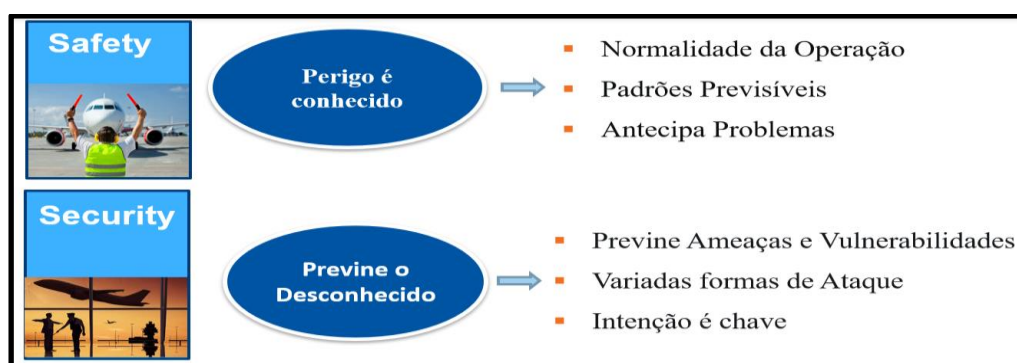 Safety
Perigo é
conhecido
Normalidade da Operação
Padrões Previsíveis
Antecipa Problemas
Security
Previne o
Desconhecido
Previne Ameaças e Vulnerabilidades
Variadas formas de Ataque
Intenção é chave